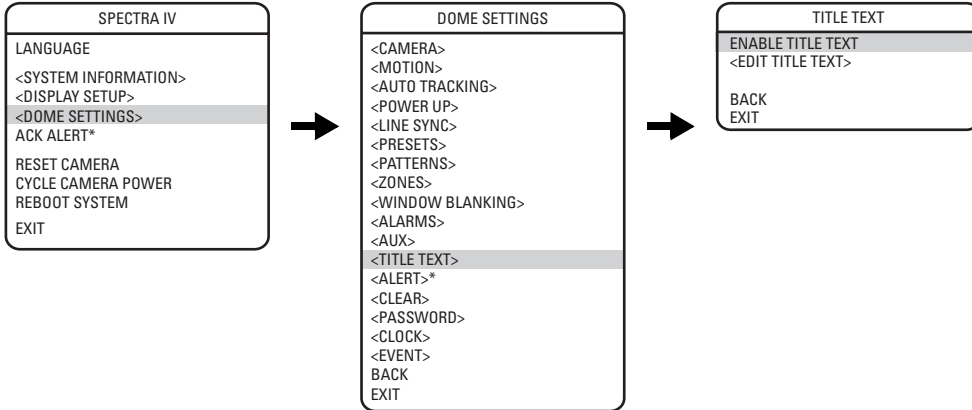 SPECTRA IV
LANGUAGE
<SYSTEM INFORMATION>
<DISPLAY SETUP>
<DOME SETTINGS>
ACK ALERT*
RESET CAMERA
CYCLE CAMERA POWER
REBOOT SYSTEM
EXIT
DOME SETTINGS
<CAMERA>
<MOTION>
<AUTO TRACKING>
<POWER UP>
<LINE SYNC>
<PRESETS>
<PATTERNS>
<ZONES>
<WINDOW BLANKING>
<ALARMS>
<AUX>
<TITLE TEXT>
<ALERT>*
<CLEAR>
<PASSWORD>
<CLOCK>
<EVENT>
BACK
EXIT
TITLE TEXT
ENABLE TITLE TEXT
<EDIT TITLE TEXT>
BACK
EXIT